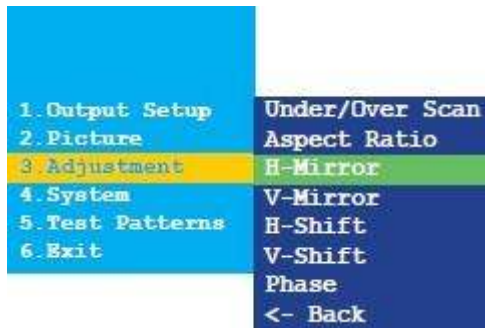 1.Output Setup
2.Picture
3.Adjustment
4.System
5.Test Patterns
6.Exit
Under/Over Scan
Aspect Ratio
H-Mirror
V-Mirror
H-Shift
V-Shift
Phase
<- Back